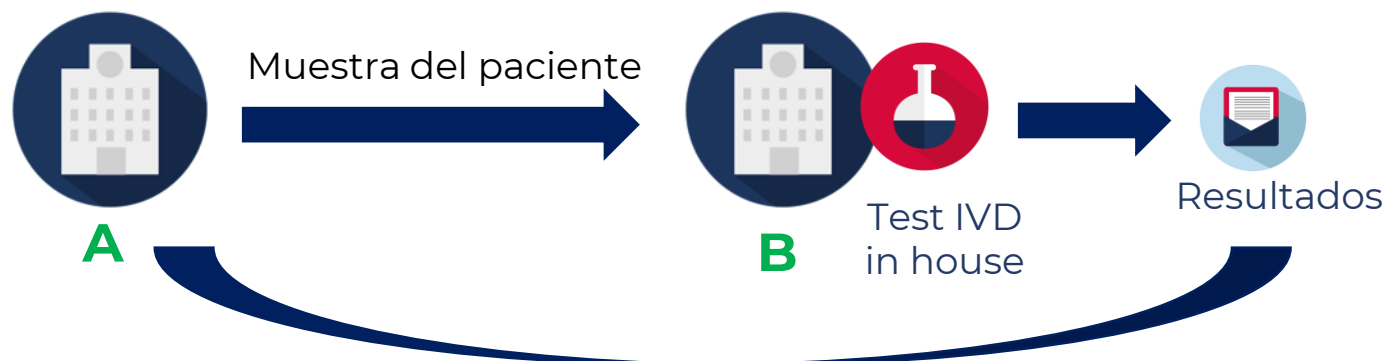 Muestra del paciente
A
B
Test IVD
in house
Resultados